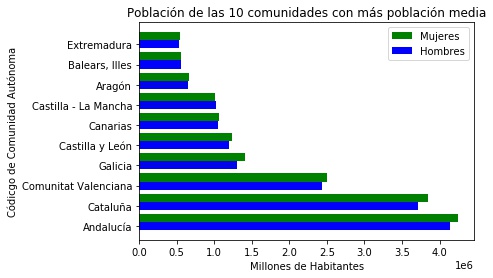 Población de las 10 comunidades con más población media
Mujeres
Hombres
Códicgo de Comunidad Autónoma
Extremadura
Balears, Illes
Aragón
Castilla - La Mancha
Canarias
Castilla y León
Galicia
Comunitat Valenciana
Cataluña
Andalucía
0.0 0.5 1.0 1.5 2.0 2.5 3.0 3.5 4.0
1e6
Millones de Habitantes